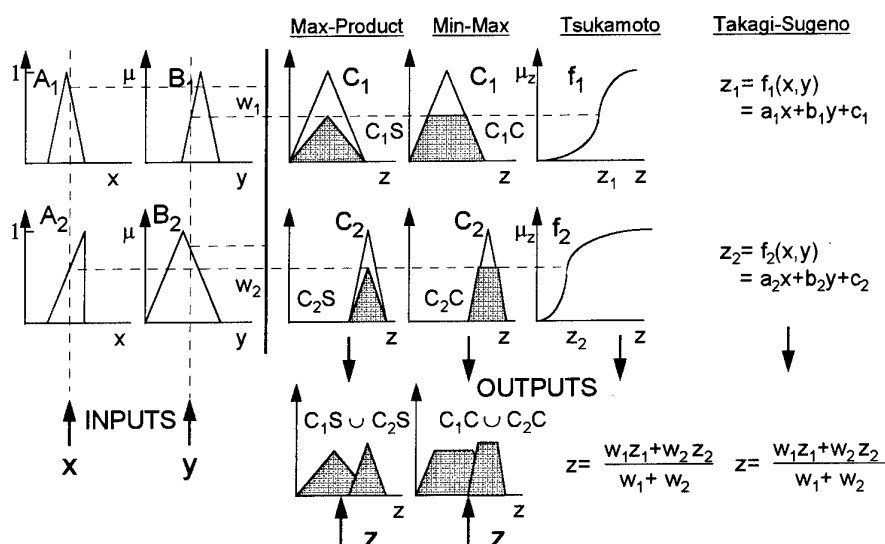 Max-Product Min-Max Tsukamoto Takagi-Sugeno
1 A₁ μ B₁ w₁ C₁ C₁S C₁ C₁C μz f₁ z₁= f₁(x,y)
= a₁x+b₁y+c₁
x y z z z₁ z
1 A₂ μ B₂ w₂ C₂ C₂S C₂ C₂C μz f₂ z₂= f₂(x,y)
= a₂x+b₂y+c₂
x y z z z₂ z
OUTPUTS
INPUTS
x y
C₁S ∪ C₂S C₁C ∪ C₂C
z= w₁z₁+w₂z₂ / w₁+ w₂ z= w₁z₁+w₂z₂ / w₁+ w₂
z z
z z